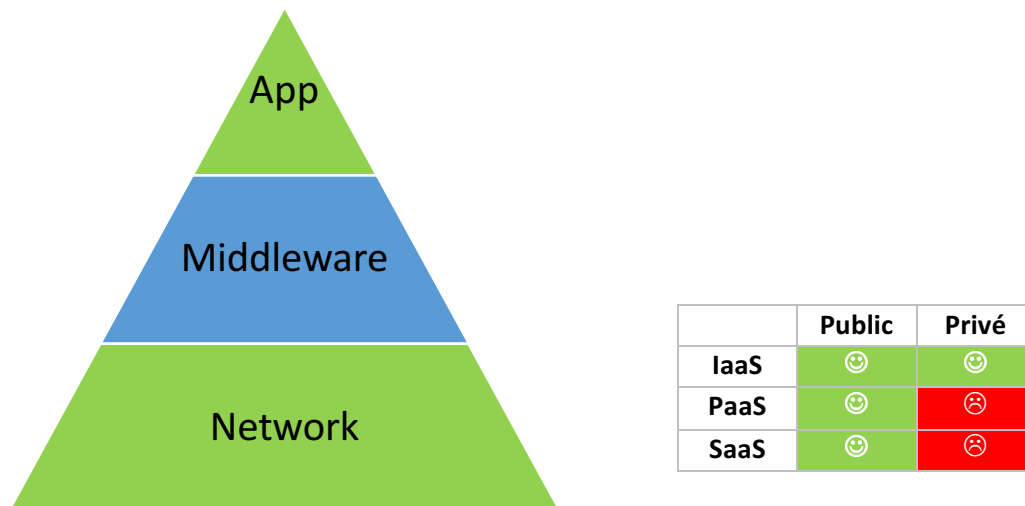 App
Middleware
Network
Public Privé
IaaS ☺ ☺
PaaS ☺ ☹
SaaS ☺ ☹